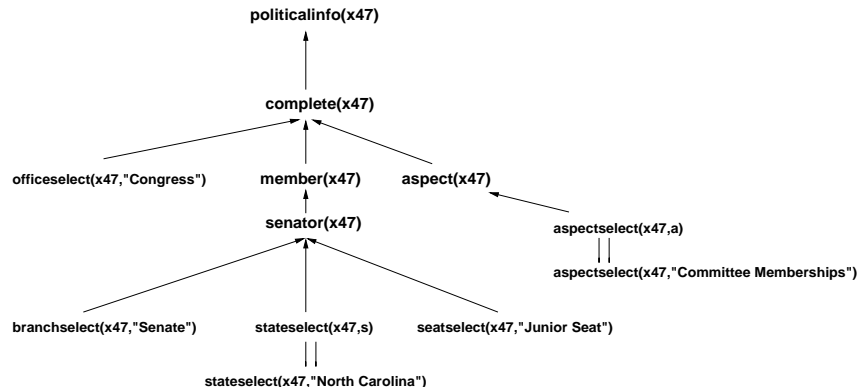 politicalinfo(x47)
complete(x47)
officeselect(x47,"Congress")
member(x47)
aspect(x47)
senator(x47)
aspectselect(x47,a)
aspectselect(x47,"Committee Memberships")
branchselect(x47,"Senate")
stateselect(x47,s)
seatselect(x47,"Junior Seat")
stateselect(x47,"North Carolina")